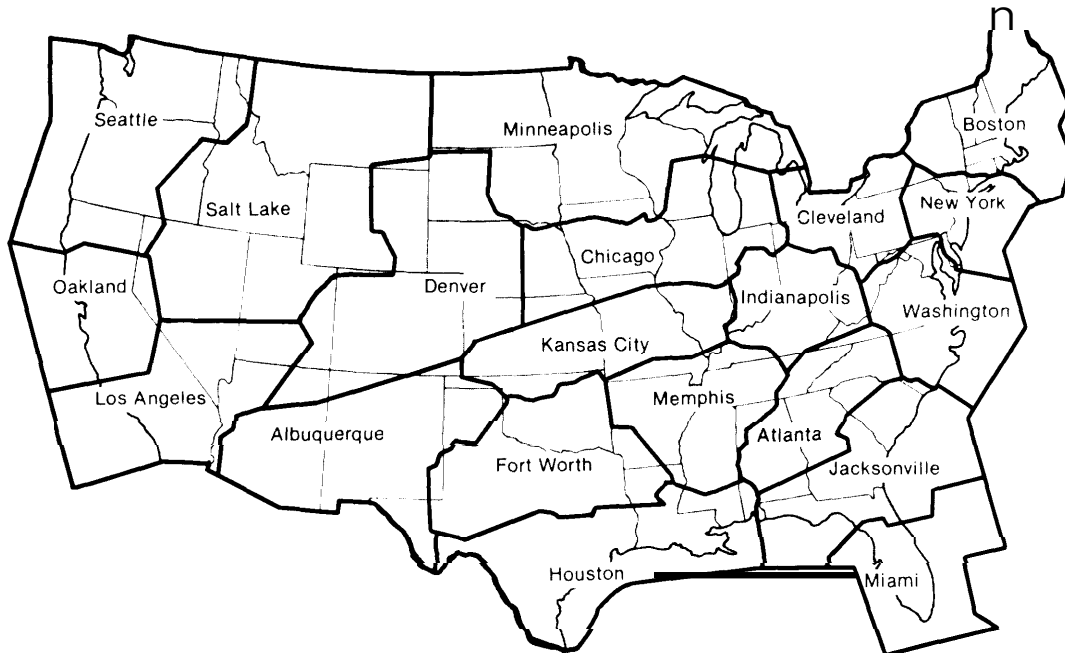 n
Seattle
Minneapolis
Boston
Salt Lake
Cleveland
New York
Chicago
Oakland
Denver
Indianapolis
Washington
Kansas City
Los Angeles
Memphis
Albuquerque
Atlanta
Fort Worth
Jacksonville
Houston
Miami